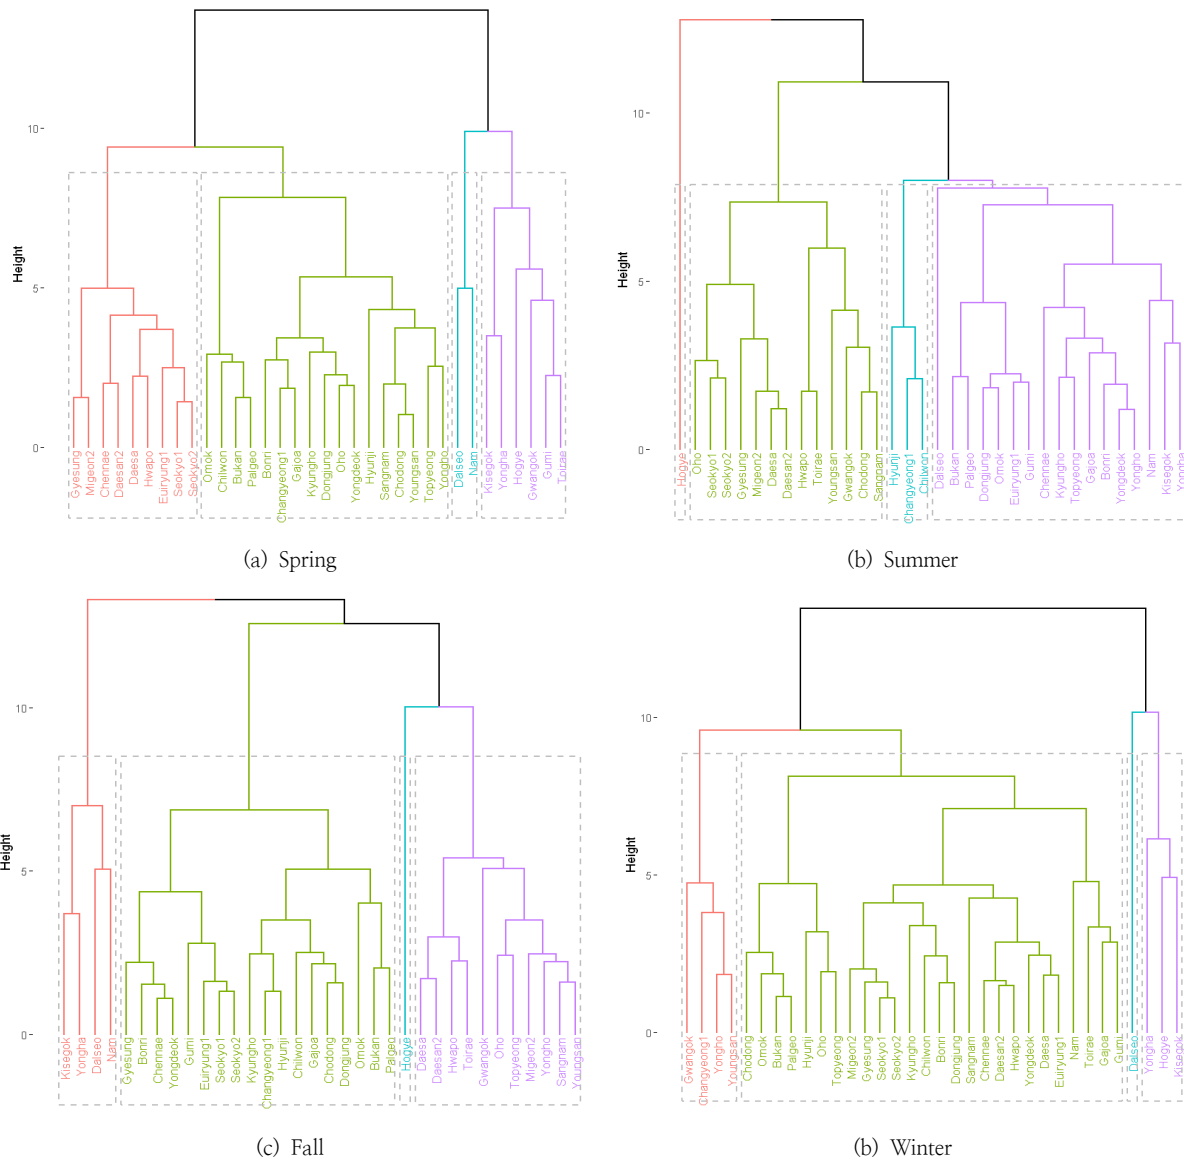 Height
10
5
0
Gyesung
Migeon2
Chennae
Daesan2
Daesa
Hwapo
Euiryung1
Seokyo1
Seokyo2
Omok
Chilwon
Bukan
Palgeo
Bonri
Changyeong1
Gajoa
Kyungho
Dongjung
Oho
Yongdeok
Hyunji
Sangnam
Chodong
Youngsan
Topyeong
Yongho
Dalseo
Nam
Kisegok
Yongha
Hogye
Gwangok
Gumi
Toirae
(a) Spring
Height
10
5
0
Hogye
Oho
Seokyo1
Seokyo2
Gyesung
Migeon2
Daesa
Daesan2
Hwapo
Toirae
Youngsan
Gwangok
Chodong
Sangnam
Hyunji
Changyeong1
Chilwon
Dalseo
Bukan
Palgeo
Dongjung
Omok
Euiryung1
Gumi
Chennae
Kyungho
Topyeong
Gajoa
Bonri
Yongdeok
Yongho
Nam
Kisegok
Yongha
(b) Summer
Height
10
5
0
Kisegok
Yongha
Dalseo
Nam
Gyesung
Bonri
Chennae
Yongdeok
Gumi
Euiryung1
Seokyo1
Seokyo2
Kyungho
Changyeong1
Hyunji
Chilwon
Gajoa
Chodong
Dongjung
Omok
Bukan
Palgeo
Hogye
Daesa
Daesan2
Hwapo
Toirae
Gwangok
Oho
Topyeong
Migeon2
Yongho
Sangnam
Youngsan
(c) Fall
Height
10
5
0
Gwangok
Changyeong1
Yongho
Youngsan
Chodong
Omok
Bukan
Palgeo
Hyunji
Oho
Topyeong
Migeon2
Gyesung
Seokyo1
Seokyo2
Kyungho
Chilwon
Bonri
Dongjung
Sangnam
Chennae
Daesan2
Hwapo
Yongdeok
Daesa
Euiryung1
Nam
Toirae
Gajoa
Gumi
Dalseo
Yongha
Hogye
Kisegok
(b) Winter